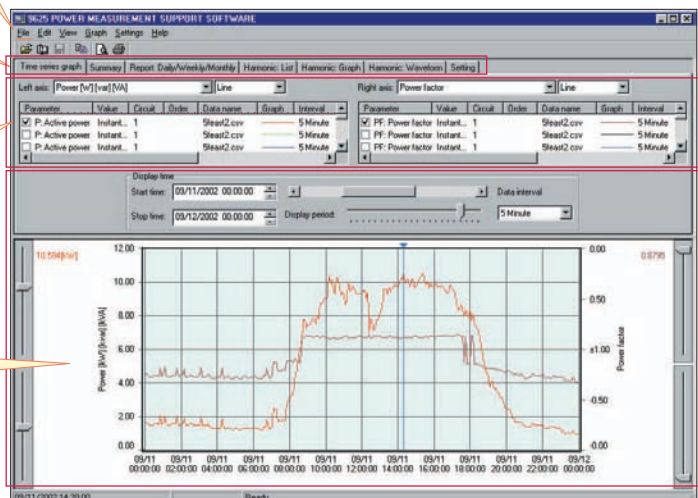 9625 POWER MEASUREMENT SUPPORT SOFTWARE
File Edit View Graph Settings Help
Time series graph Summary Report: Daily/Weekly/Monthly Harmonic: List Harmonic: Graph Harmonic: Waveform Setting
Left axis: Power [W] [var] [VA] Line Right axis: Power factor Line
Parameter Value Circuit Order Data name Graph Interval Parameter Value Circuit Order Data name Graph Interval
P: Active power Instant... 1 5feast2.csv 5 Minute PF: Power factor Instant... 1 5feast2.csv 5 Minute
P: Active power Instant... 1 5feast2.csv 5 Minute PF: Power factor Instant... 1 5feast2.csv 5 Minute
P: Active power Instant... 1 5feast2.csv 5 Minute PF: Power factor Instant... 1 5feast2.csv 5 Minute
Display time
Start time: 09/11/2002 00:00:00 Data interval
Stop time: 09/12/2002 00:00:00 Display period: 5 Minute
10.594[kW] 12.00 0.00 0.8795
10.00
0.50
8.00
Power [kW] [kvar] [kVA] 6.00 ±1.00 Power factor
4.00
-0.50
2.00
0.00 -0.00
09/11 09/11 09/11 09/11 09/11 09/11 09/11 09/11 09/11 09/11 09/11 09/11 09/12
00:00:00 02:00:00 04:00:00 06:00:00 08:00:00 10:00:00 12:00:00 14:00:00 16:00:00 18:00:00 20:00:00 22:00:00 00:00:00
09/11/2002 14:20:00 Ready